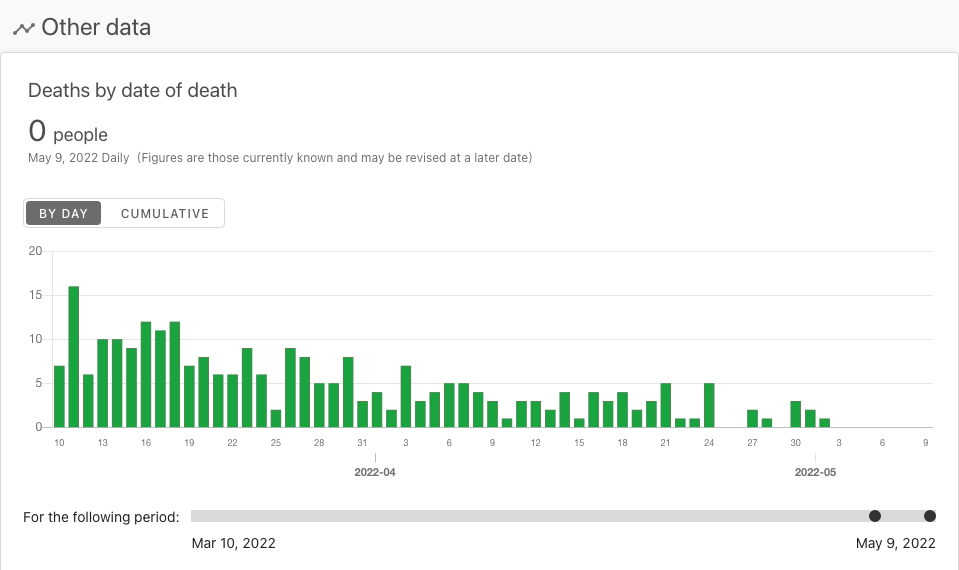 Other data
Deaths by date of death
0 people
May 9, 2022 Daily (Figures are those currently known and may be revised at a later date)
BY DAY CUMULATIVE
20
15
10
5
0
10 13 16 19 22 25 28 31 3 6 9 12 15 18 21 24 27 30 3 6 9
2022-04 2022-05
For the following period:
Mar 10, 2022 May 9, 2022